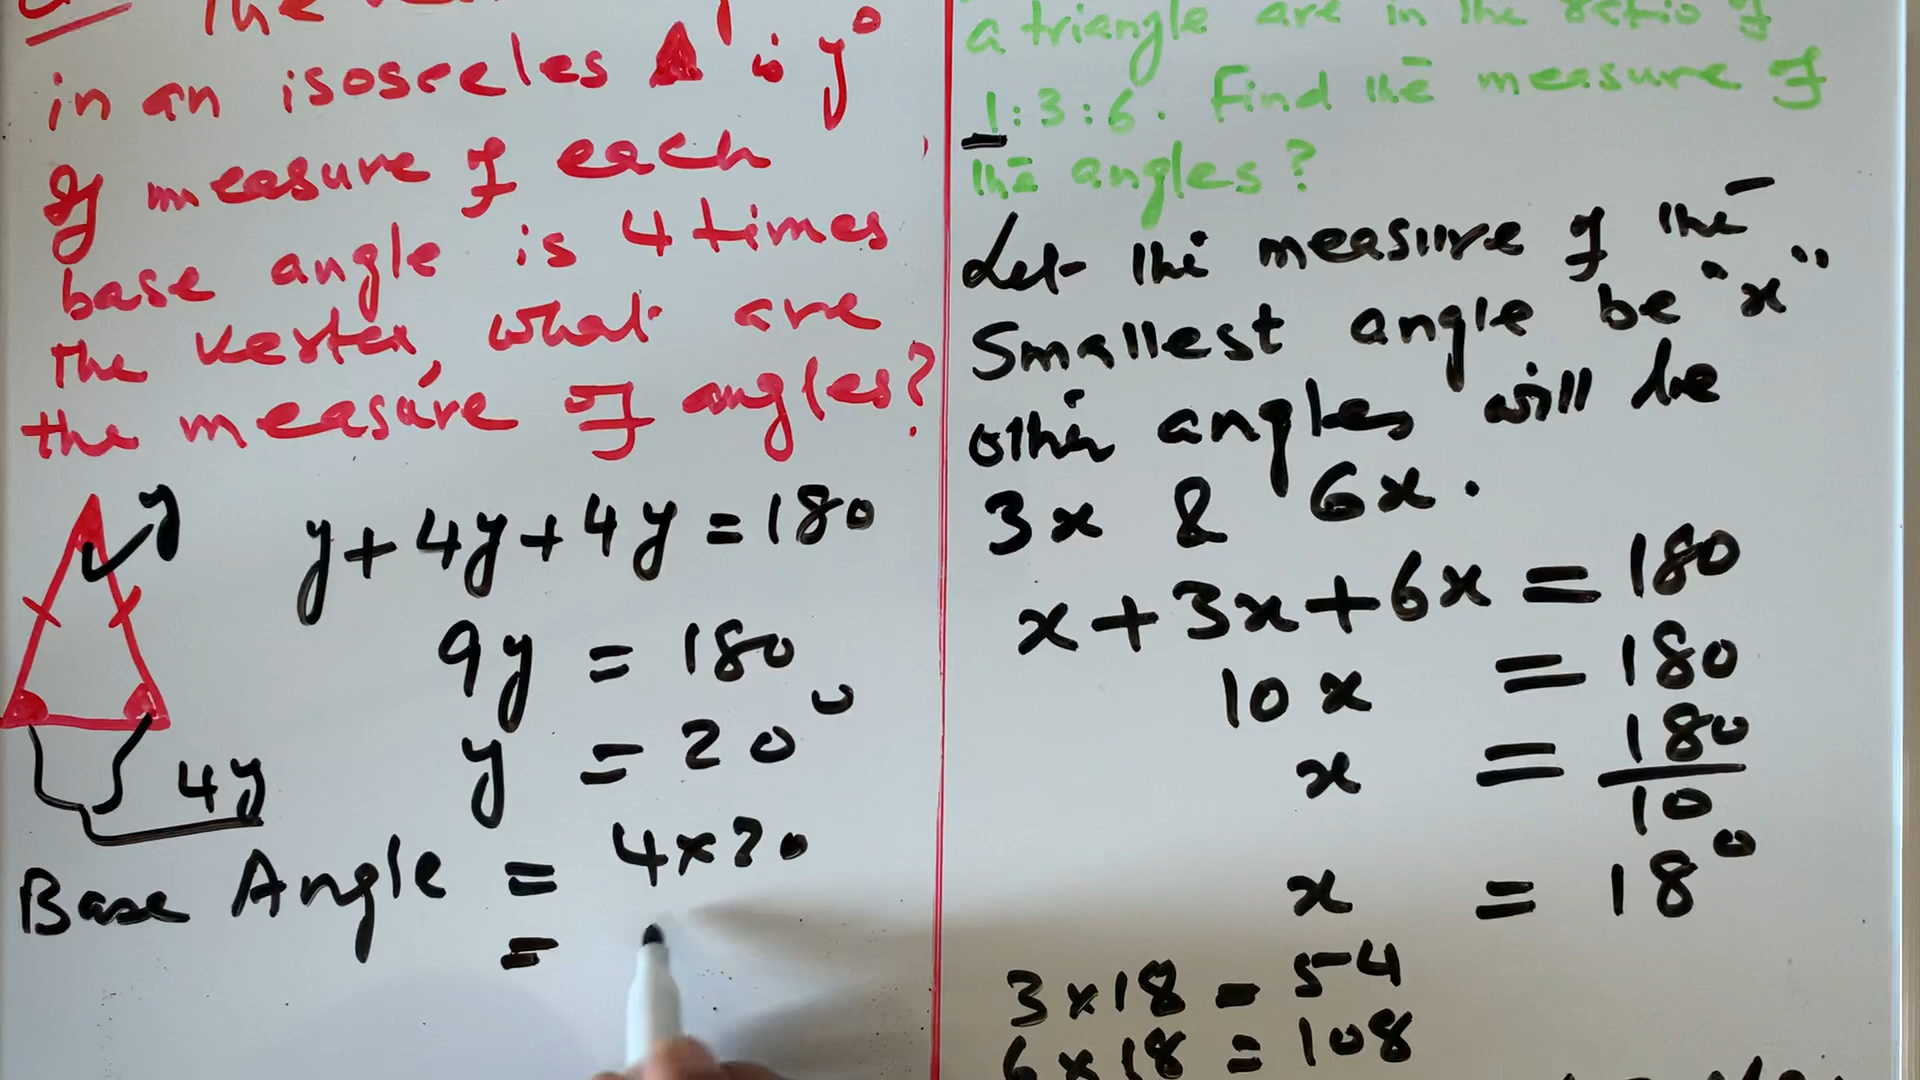 The
in an isosceles is y°
If measure of each
base angle is 4 times
the vertex, what are
the measure of angles?
y
y + 4y + 4y = 180
9y = 180
y = 20°
4y
Base Angle = 4 x 20
=
a triangle are in the ratio of
1:3:6. Find the measure of
the angles?
Let the measure of the
Smallest angle be "x"
other angles will be
3x & 6x.
x + 3x + 6x = 180
10x = 180
x = 180
10
x = 18°
3 x 18 = 54
6 x 18 = 108